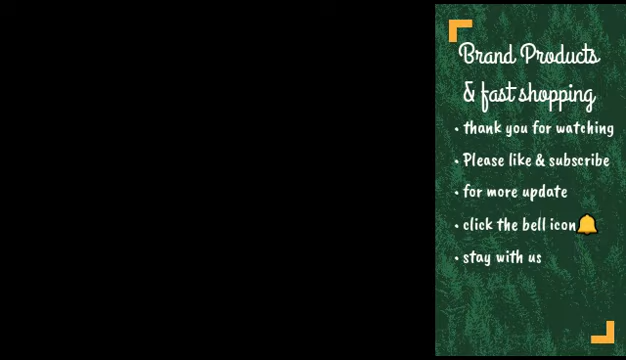 Brand Products
& fast shopping
• thank you for watching
• Please like & subscribe
• for more update
• click the bell icon🔔
• stay with us